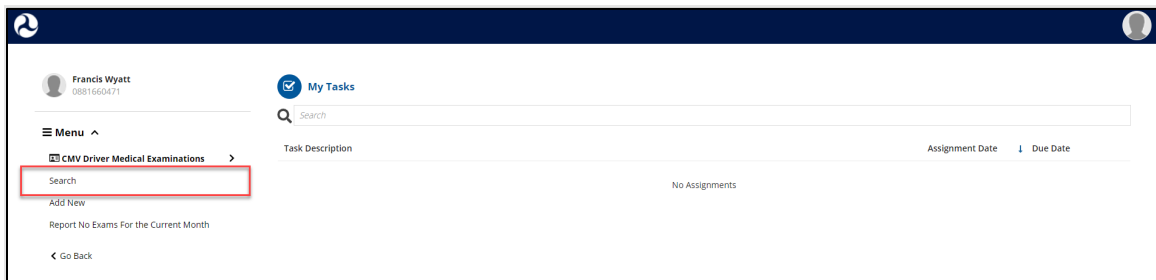 Francis Wyatt
0881660471
Menu
CMV Driver Medical Examinations
Search
Add New
Report No Exams For the Current Month
Go Back
My Tasks
Search
Task Description Assignment Date Due Date
No Assignments